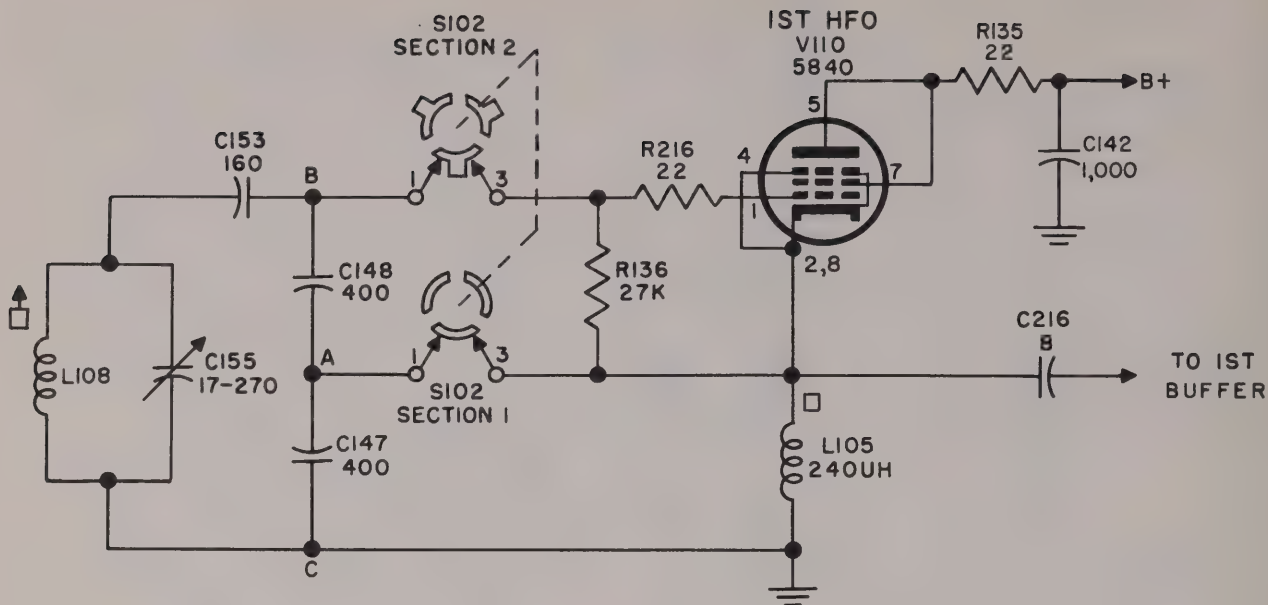 S102
SECTION 2
1ST HFO
V110
5840
R135
22
B+
5
C142
1,000
C153
160
B
1
3
R216
22
4
7
1
2,8
C148
400
R136
27K
C216
8
L108
C155
17-270
A
1
3
S102
SECTION 1
TO 1ST
BUFFER
C147
400
L105
240UH
C